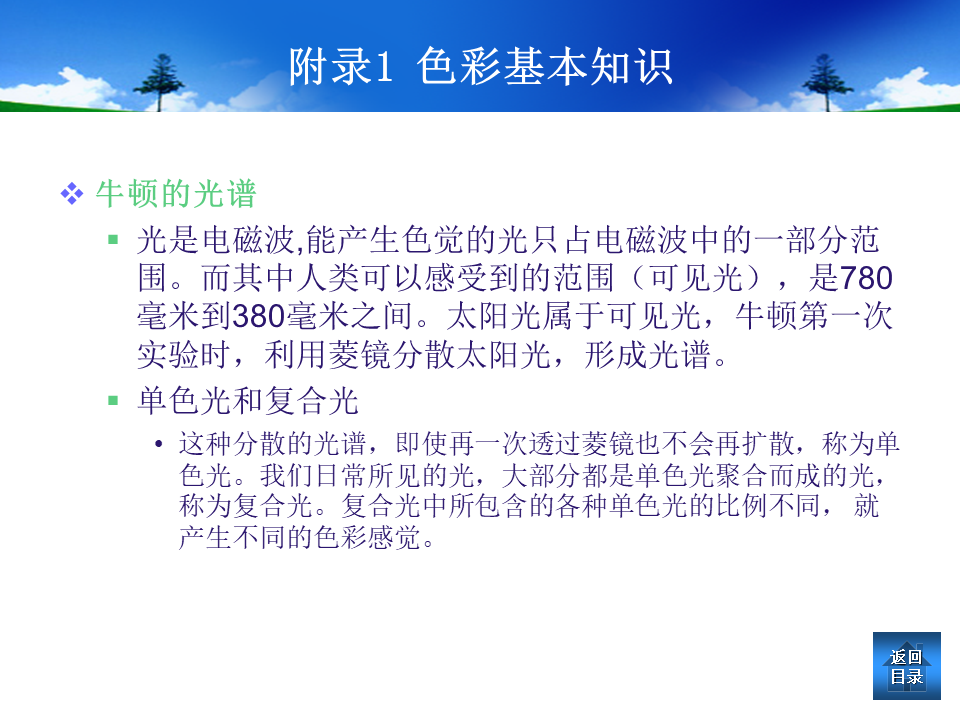 附录1 色彩基本知识
牛顿的光谱
光是电磁波,能产生色觉的光只占电磁波中的一部分范
围。而其中人类可以感受到的范围（可见光），是780
毫米到380毫米之间。太阳光属于可见光，牛顿第一次
实验时，利用菱镜分散太阳光，形成光谱。
单色光和复合光
这种分散的光谱，即使再一次透过菱镜也不会再扩散，称为单
色光。我们日常所见的光，大部分都是单色光聚合而成的光，
称为复合光。复合光中所包含的各种单色光的比例不同， 就
产生不同的色彩感觉。
返回
目录